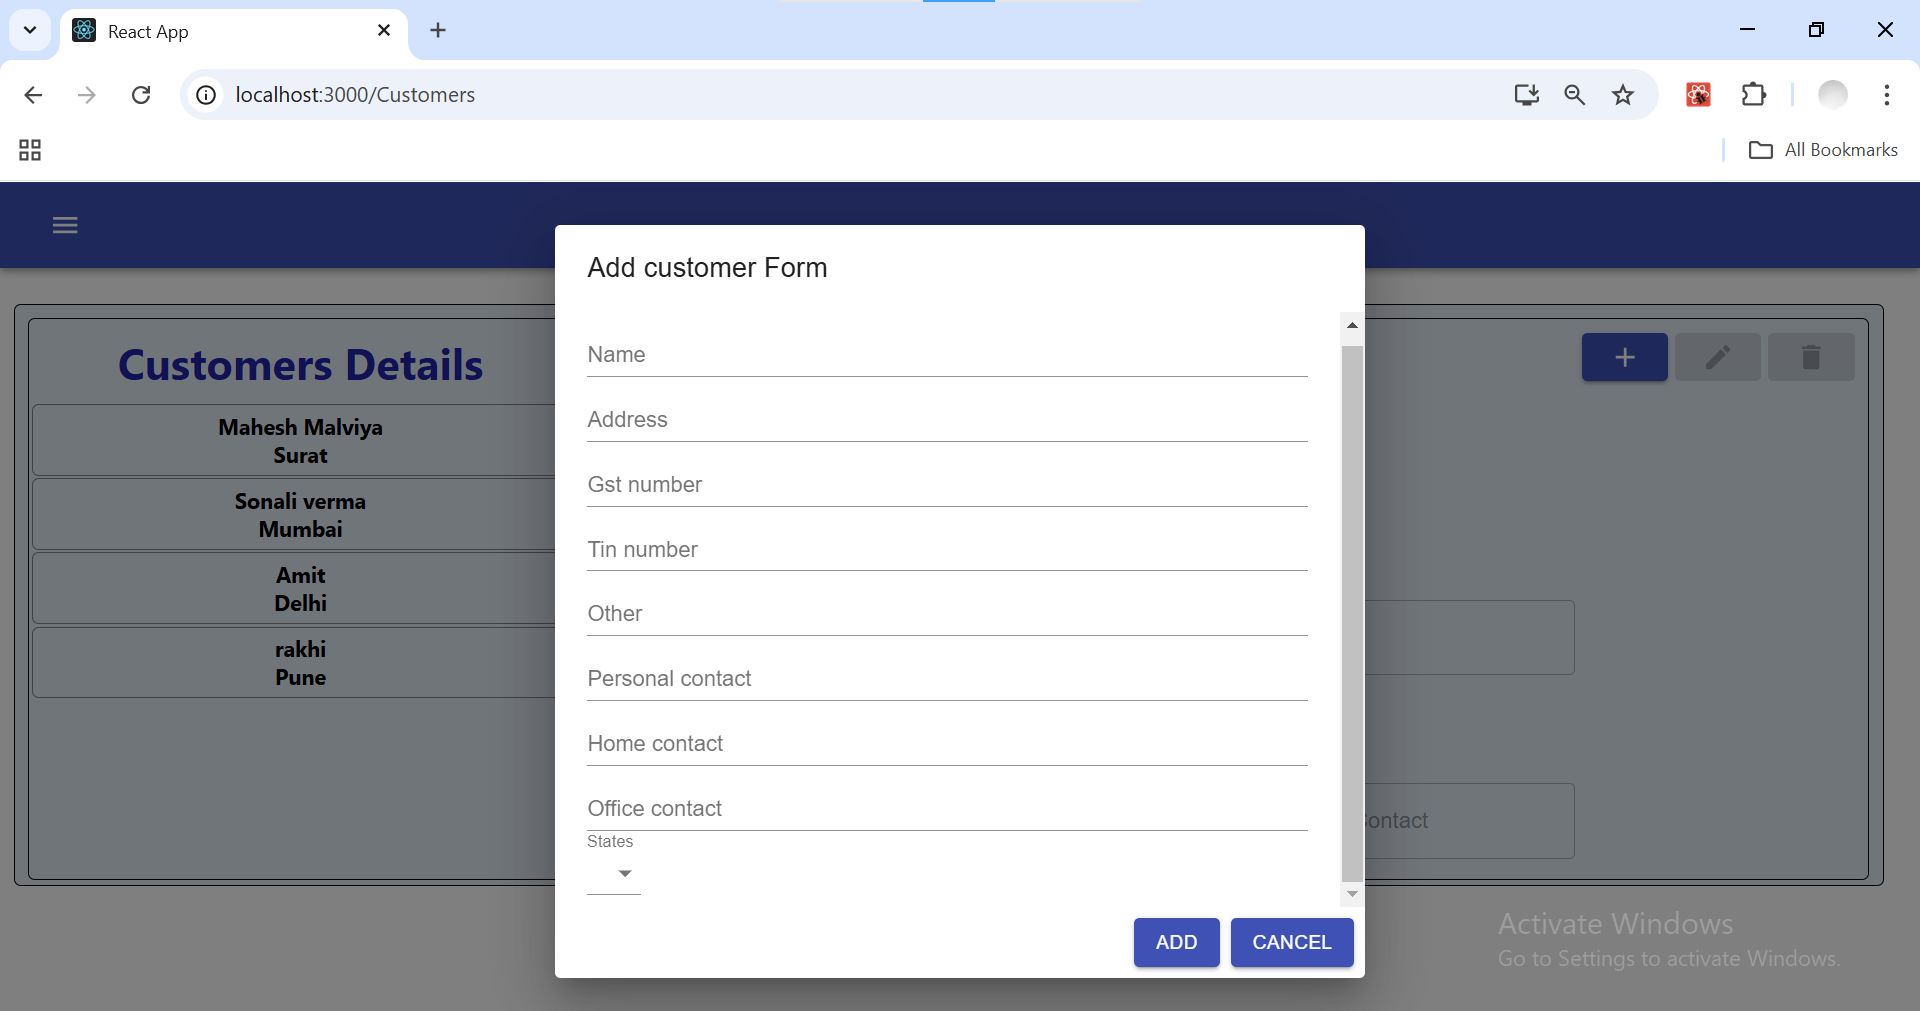 React App
localhost:3000/Customers
All Bookmarks
Add customer Form
Customers Details
Mahesh Malviya
Surat
Sonali verma
Mumbai
Amit
Delhi
rakhi
Pune
Name
Address
Gst number
Tin number
Other
Personal contact
Home contact
Office contact
States
ADD
CANCEL
ontact
Activate Windows
Go to Settings to activate Windows.